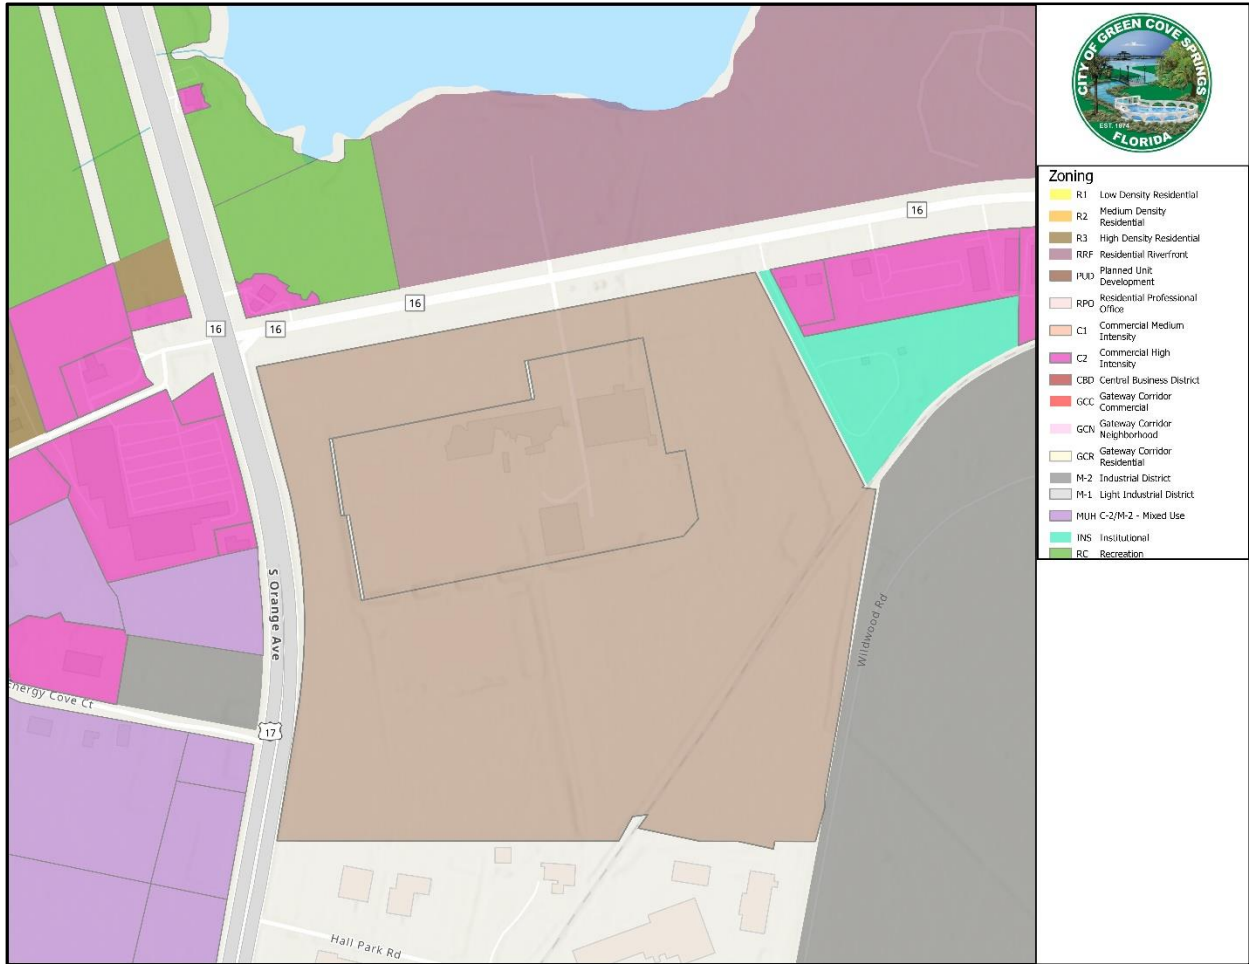 CITY OF GREEN COVE SPRINGS
EST. 1874
FLORIDA
Zoning
R1 Low Density Residential
R2 Medium Density
Residential
R3 High Density Residential
RRF Residential Riverfront
PUD Planned Unit
Development
RPO Residential Professional
Office
C1 Commercial Medium
Intensity
C2 Commercial High
Intensity
CBD Central Business District
GCC Gateway Corridor
Commercial
GCN Gateway Corridor
Neighborhood
GCR Gateway Corridor
Residential
M-2 Industrial District
M-1 Light Industrial District
MUH C-2/M-2 - Mixed Use
INS Institutional
RC Recreation
16
16
16
16
S Orange Ave
Wildwood Rd
Energy Cove Ct
17
Hall Park Rd